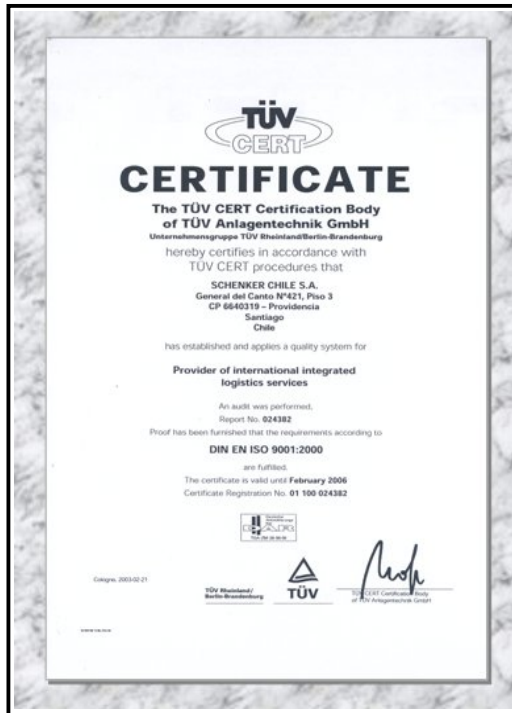 TÜV
CERT
CERTIFICATE
The TÜV CERT Certification Body
of TÜV Anlagentechnik GmbH
Unternehmensgruppe TÜV Rheinland/Berlin-Brandenburg
hereby certifies in accordance with
TÜV CERT procedures that
SCHENKER CHILE S.A.
General del Canto Nº421, Piso 3
CP 6640319 – Providencia
Santiago
Chile
has established and applies a quality system for
Provider of international integrated
logistics services
An audit was performed,
Report No. 024382
Proof has been furnished that the requirements according to
DIN EN ISO 9001:2000
are fulfilled.
The certificate is valid until February 2006
Certificate Registration No. 01 100 024382
DAR
Cologne, 2003-02-21
TÜV Rheinland/
Berlin-Brandenburg
TÜV
TÜV CERT Certification Body
of TÜV Anlagentechnik GmbH